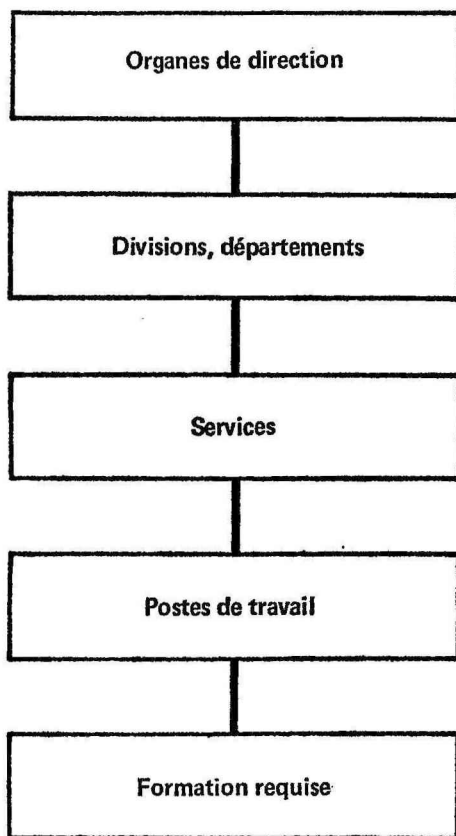 Organes de direction
Divisions, départements
Services
Postes de travail
Formation requise